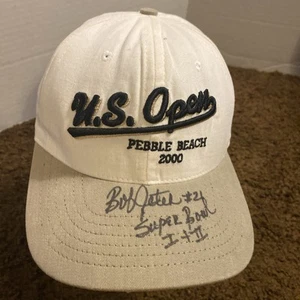 U.S. Open
PEBBLE BEACH
2000
Bob Jeter #21
Super Bowl
I + II